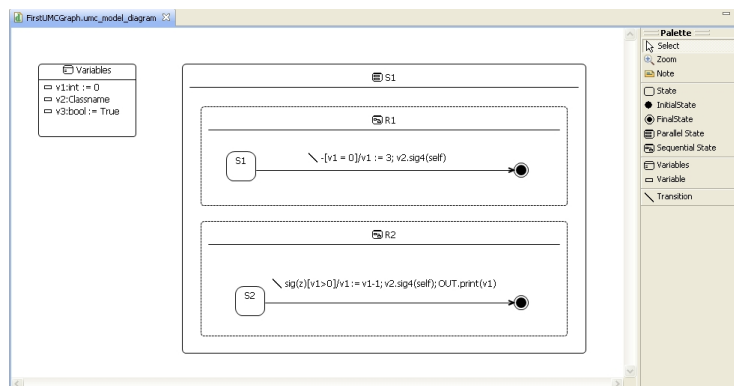 FirstUMCGraph.umc_model_diagram
Variables
v1:int := 0
v2:Classname
v3:bool := True
S1
R1
S1
-[v1 = 0]/v1 := 3; v2.sig4(self)
R2
S2
sig(z)[v1>0]/v1 := v1-1; v2.sig4(self); OUT.print(v1)
Palette
Select
Zoom
Note
State
InitialState
FinalState
Parallel State
Sequential State
Variables
Variable
Transition